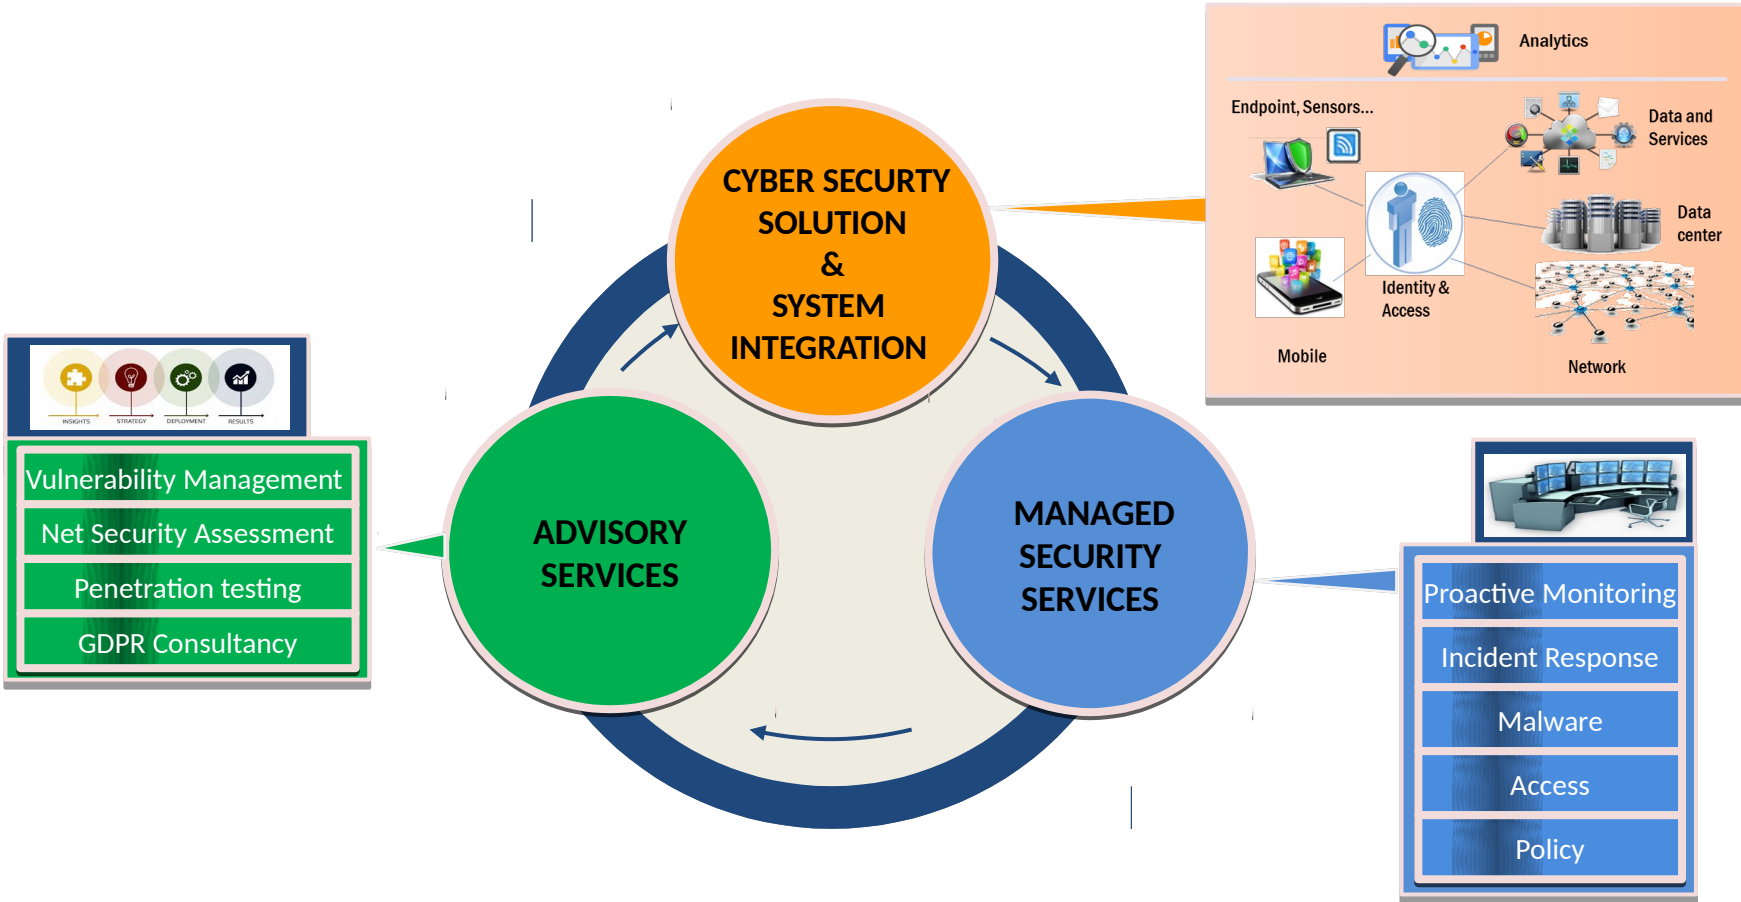 Analytics
Endpoint, Sensors...
Data and
Services
Data
center
Identity &
Access
Mobile
Network
CYBER SECURTY
SOLUTION
&
SYSTEM
INTEGRATION
INSIGHTS
STRATEGY
DEPLOYMENT
RESULTS
Vulnerability Management
Net Security Assessment
Penetration testing
GDPR Consultancy
ADVISORY
SERVICES
MANAGED
SECURITY
SERVICES
Proactive Monitoring
Incident Response
Malware
Access
Policy